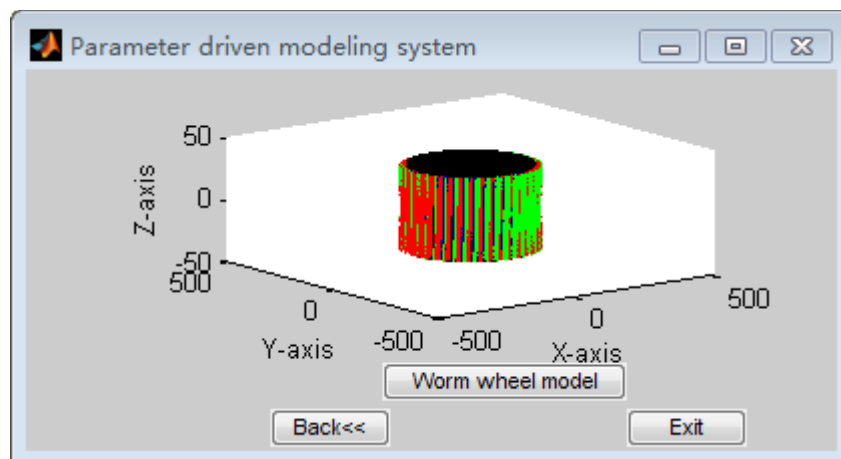 Parameter driven modeling system
50
0
-50
Z-axis
500
0
-500
Y-axis
-500
0
500
X-axis
Worm wheel model
Back<<
Exit